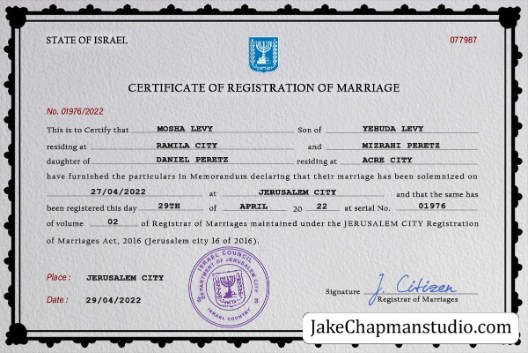 STATE OF ISRAEL 077987
CERTIFICATE OF REGISTRATION OF MARRIAGE
No. 01976/2022
This is to Certify that MOSHA LEVY Son of YEHUDA LEVY
residing at RAMILA CITY and MIZRAHI PERETZ
daughter of DANIEL PERETZ residing at ACRE CITY
have furnished the particulars in Memorandum declaring that their marriage has been solemnized on
27/04/2022 at JERUSALEM CITY and that the same has
been registered this day 29TH of APRIL 20 22 at serial No. 01976
of volume 02 of Registrar of Marriages maintained under the JERUSALEM CITY Registration
of Marriages Act, 2016 (Jerusalem city 16 of 2016).
ISRAEL COUNCIL
DEPARTMENT OF JERUSALEM CITY
ISRAEL COUNTRY
Place : JERUSALEM CITY
Date : 29/04/2022
Signature J. Citizen
Registrar of Marriages
JakeChapmanstudio.com